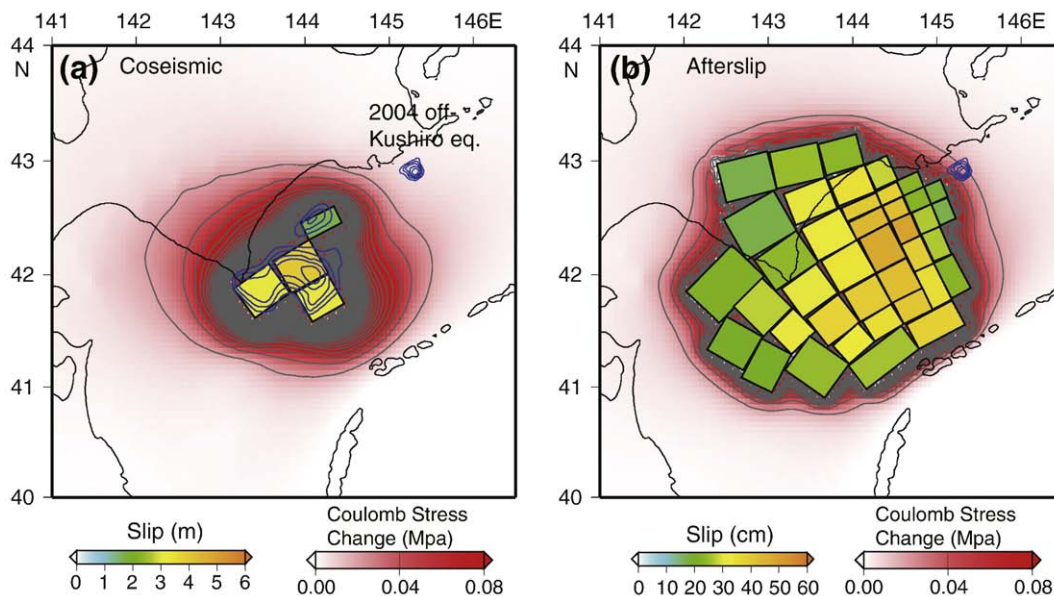 141 142 143 144 145 146E
44
N
(a) Coseismic
2004 off-
Kushiro eq.
43
42
41
40
Slip (m)
0 1 2 3 4 5 6
Coulomb Stress
Change (Mpa)
0.00 0.04 0.08
141 142 143 144 145 146E
44
N
(b) Afterslip
43
42
41
40
Slip (cm)
0 10 20 30 40 50 60
Coulomb Stress
Change (Mpa)
0.00 0.04 0.08